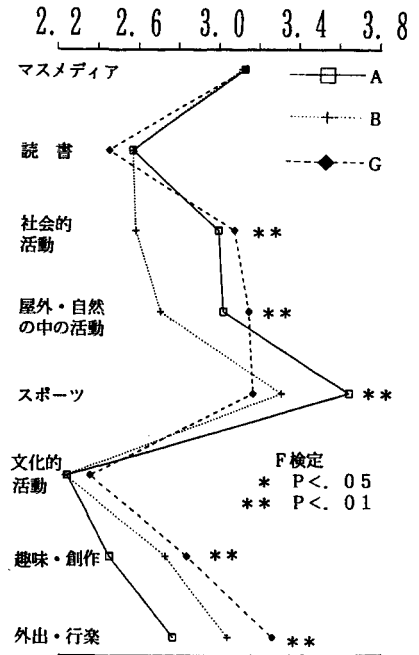 2.2 2.6 3.0 3.4 3.8
マスメディア
A
B
読 書
G
社会的
活動
**
屋外・自然
の中の活動
**
スポーツ
**
文化的
活動
F検定
* P<.05
** P<.01
趣味・創作
**
外出・行楽
**